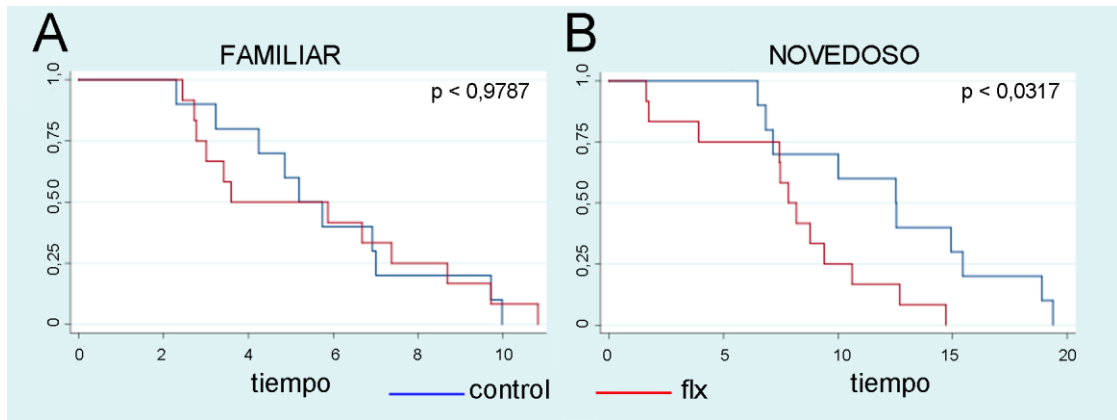 A
FAMILIAR
p < 0,9787
1,0
0,75
0,50
0,25
0
0 2 4 6 8 10
tiempo
B
NOVEDOSO
p < 0,0317
1,0
0,75
0,50
0,25
0
0 5 10 15 20
tiempo
control flx